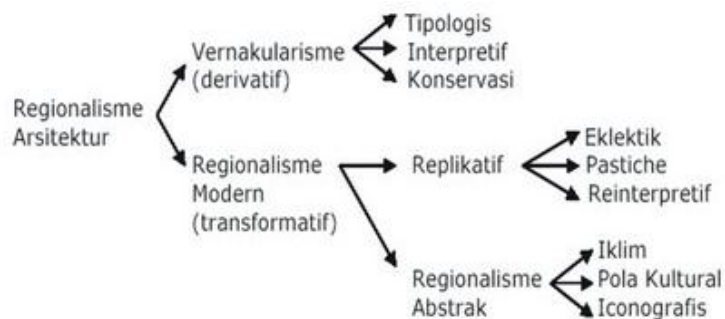 Regionalisme
Arsitektur
Vernakularisme
(derivatif)
Tipologis
Interpretif
Konservasi
Regionalisme
Modern
(transformatif)
Replikatif
Eklektik
Pastiche
Reinterpretif
Regionalisme
Abstrak
Iklim
Pola Kultural
Iconografis